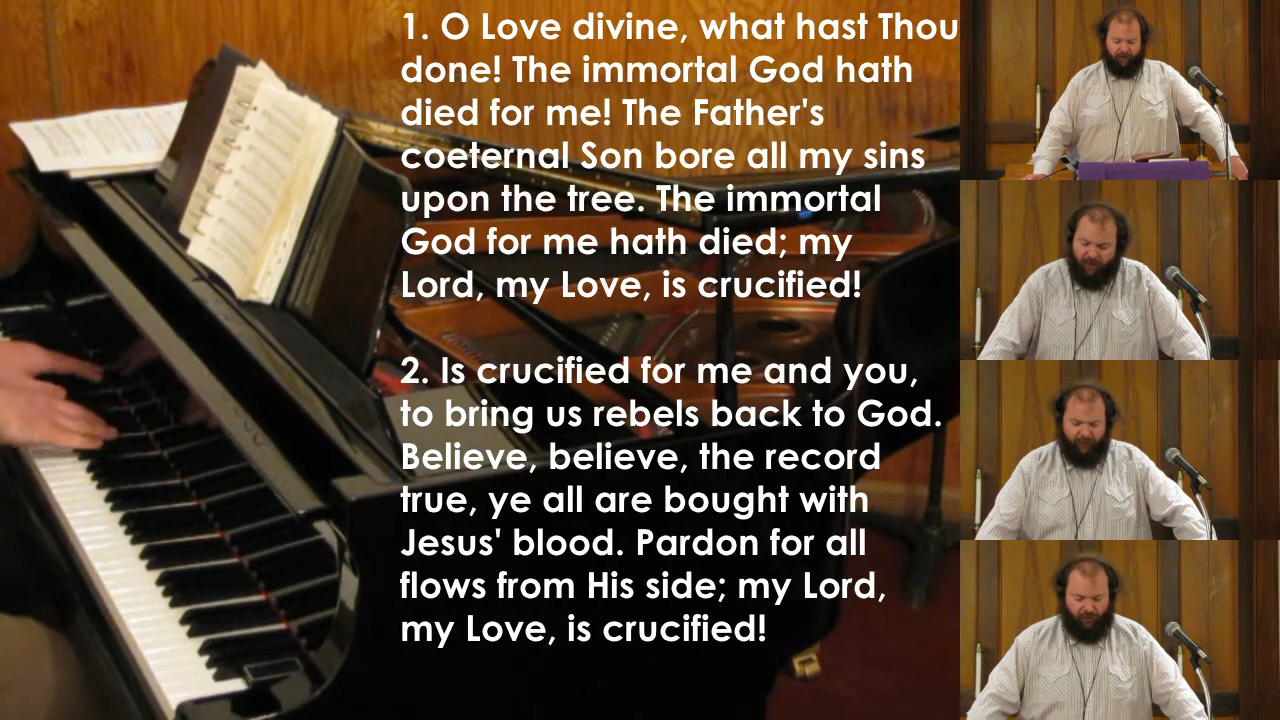 1. O Love divine, what hast Thou
done! The immortal God hath
died for me! The Father's
coeternal Son bore all my sins
upon the tree. The immortal
God for me hath died; my
Lord, my Love, is crucified!
2. Is crucified for me and you,
to bring us rebels back to God.
Believe, believe, the record
true, ye all are bought with
Jesus' blood. Pardon for all
flows from His side; my Lord,
my Love, is crucified!